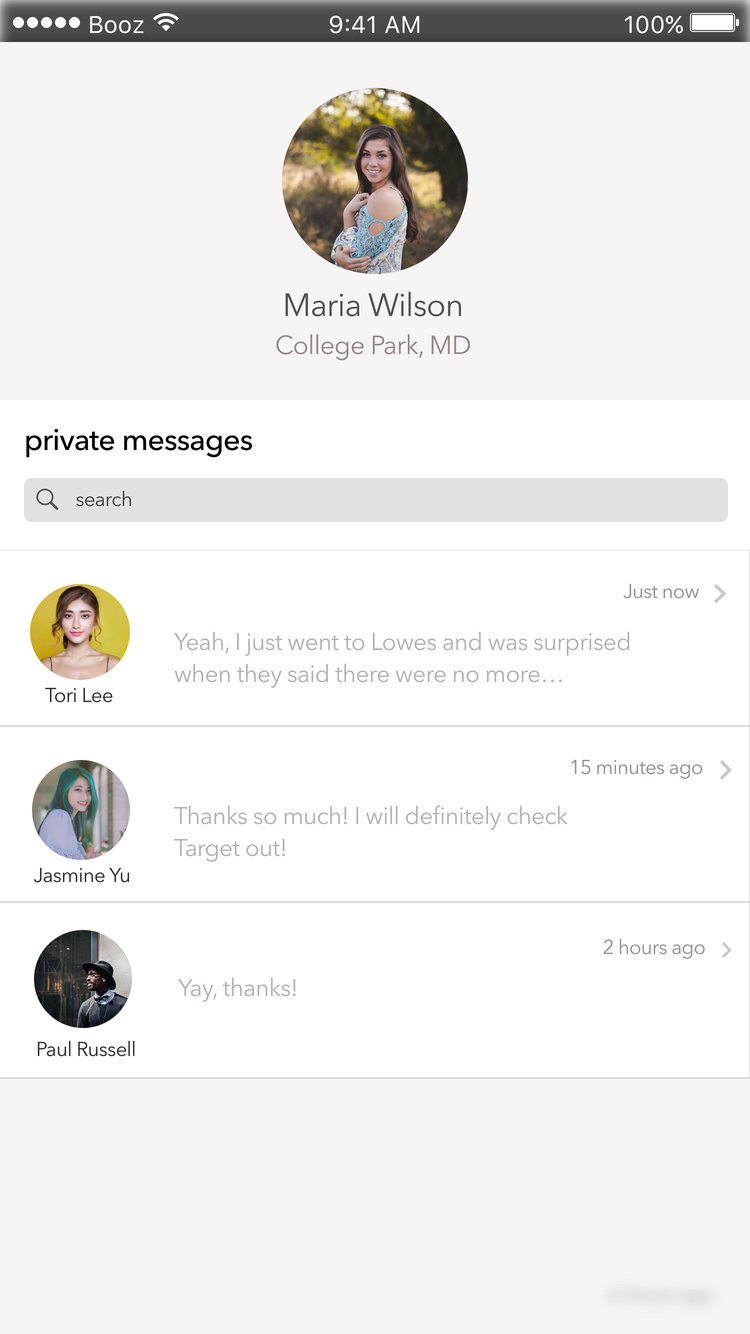 Booz 9:41 AM 100%
Maria Wilson
College Park, MD
private messages
search
Just now
Yeah, I just went to Lowes and was surprised
when they said there were no more…
Tori Lee
15 minutes ago
Thanks so much! I will definitely check
Target out!
Jasmine Yu
2 hours ago
Yay, thanks!
Paul Russell